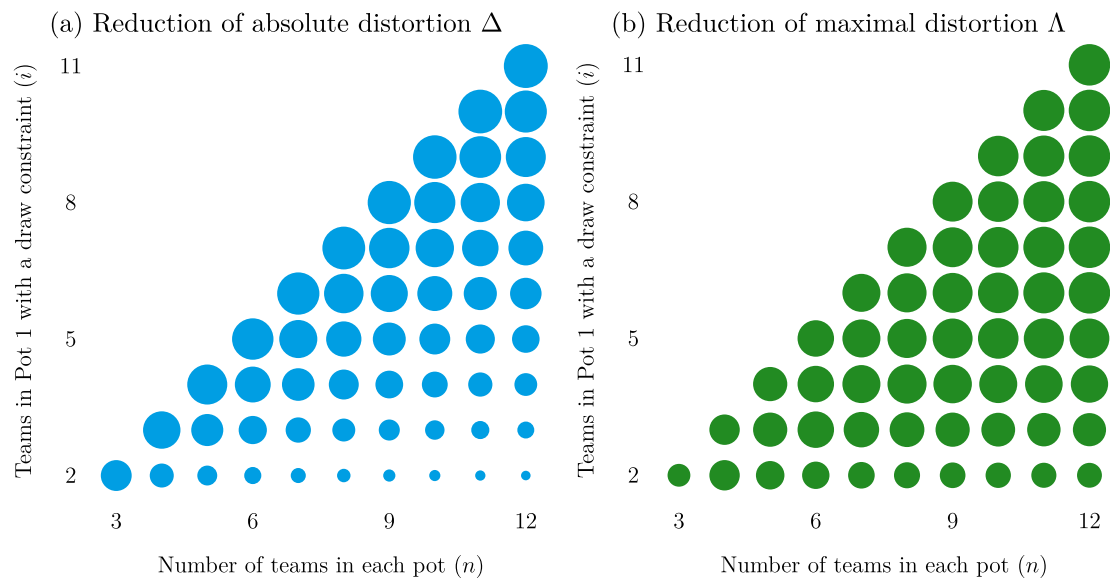 (a) Reduction of absolute distortion Δ
11
8
5
2
3 6 9 12
Teams in Pot 1 with a draw constraint (i)
Number of teams in each pot (n)
(b) Reduction of maximal distortion Λ
11
8
5
2
3 6 9 12
Teams in Pot 1 with a draw constraint (i)
Number of teams in each pot (n)